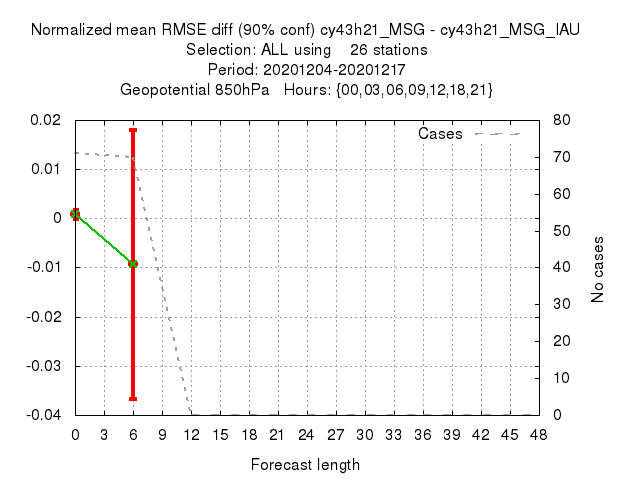 Normalized mean RMSE diff (90% conf) cy43h21_MSG - cy43h21_MSG_IAU
Selection: ALL using 26 stations
Period: 20201204-20201217
Geopotential 850hPa Hours: {00,03,06,09,12,18,21}
Cases
0.02
0.01
0
-0.01
-0.02
-0.03
-0.04
80
70
60
50
40
30
20
10
0
No cases
0 3 6 9 12 15 18 21 24 27 30 33 36 39 42 45 48
Forecast length